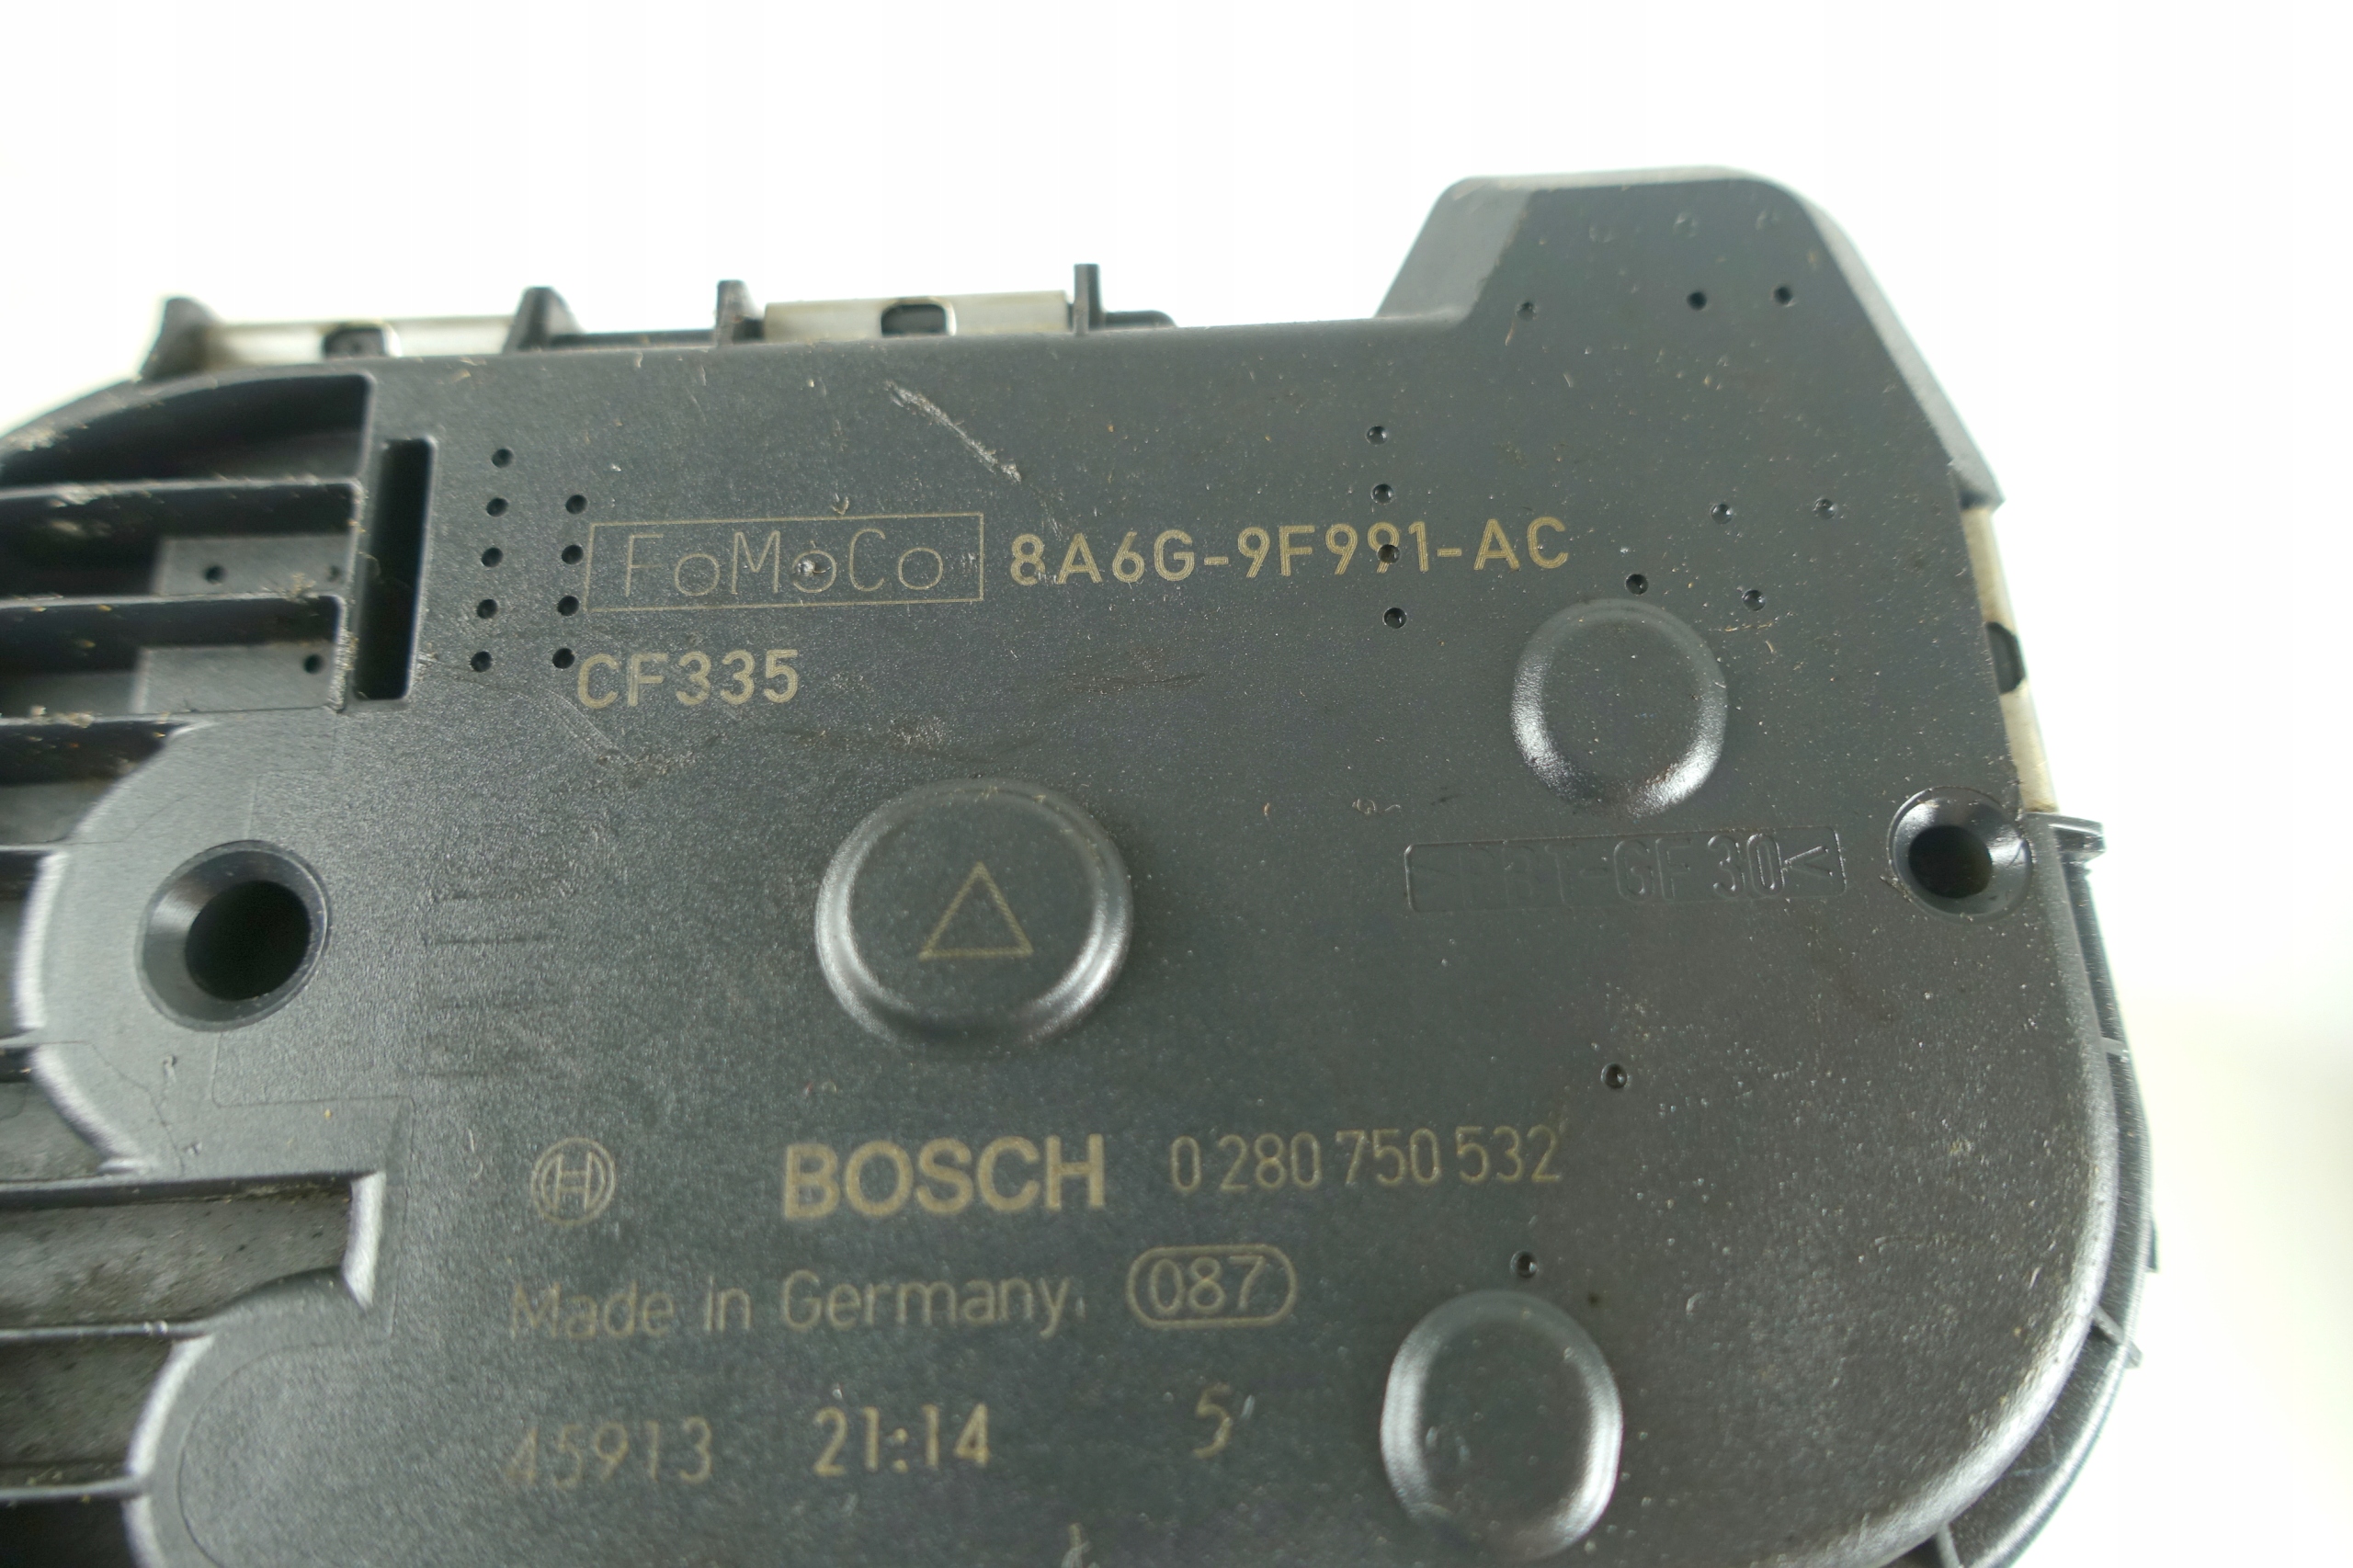 FoMoCo 8A6G-9F991-AC
CF335
>PBT-GF30<
BOSCH 0 280 750 532
Made in Germany. 087
45913 21:14 5